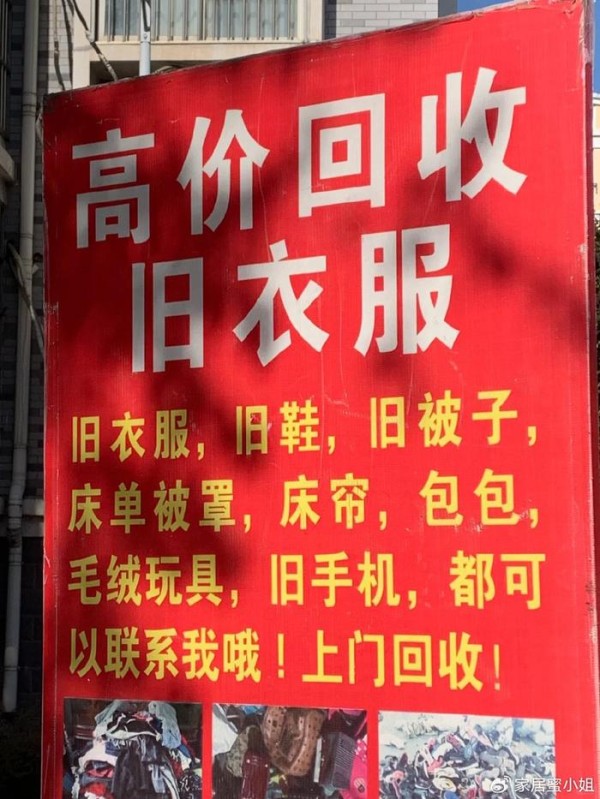 高价回收
旧衣服
旧衣服，旧鞋，旧被子，
床单被罩，床帘，包包，
毛绒玩具，旧手机，都可
以联系我哦！上门回收！
家居蜜小姐